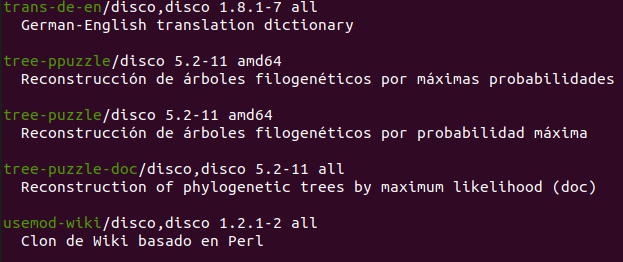 trans-de-en/disco,disco 1.8.1-7 all
German-English translation dictionary
tree-ppuzzle/disco 5.2-11 amd64
Reconstrucción de árboles filogenéticos por máximas probabilidades
tree-puzzle/disco 5.2-11 amd64
Reconstrucción de árboles filogenéticos por probabilidad máxima
tree-puzzle-doc/disco,disco 5.2-11 all
Reconstruction of phylogenetic trees by maximum likelihood (doc)
usemod-wiki/disco,disco 1.2.1-2 all
Clon de Wiki basado en Perl